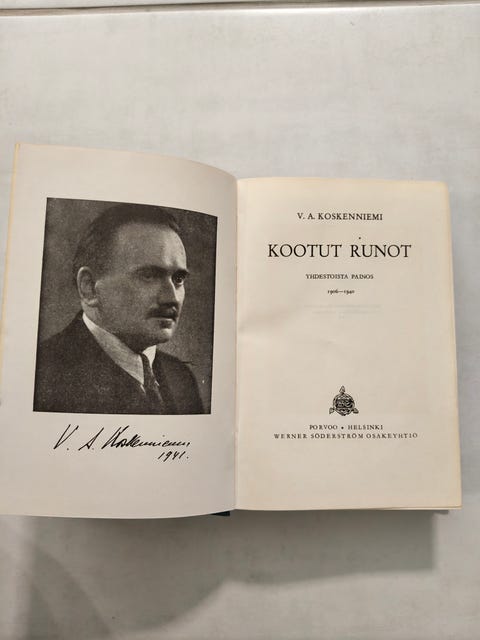 V. A. Koskenniemi
1941.
V. A. KOSKENNIEMI
KOOTUT RUNOT
YHDESTOISTA PAINOS
1906—1940
PORVOO • HELSINKI
WERNER SÖDERSTRÖM OSAKEYHTIÖ